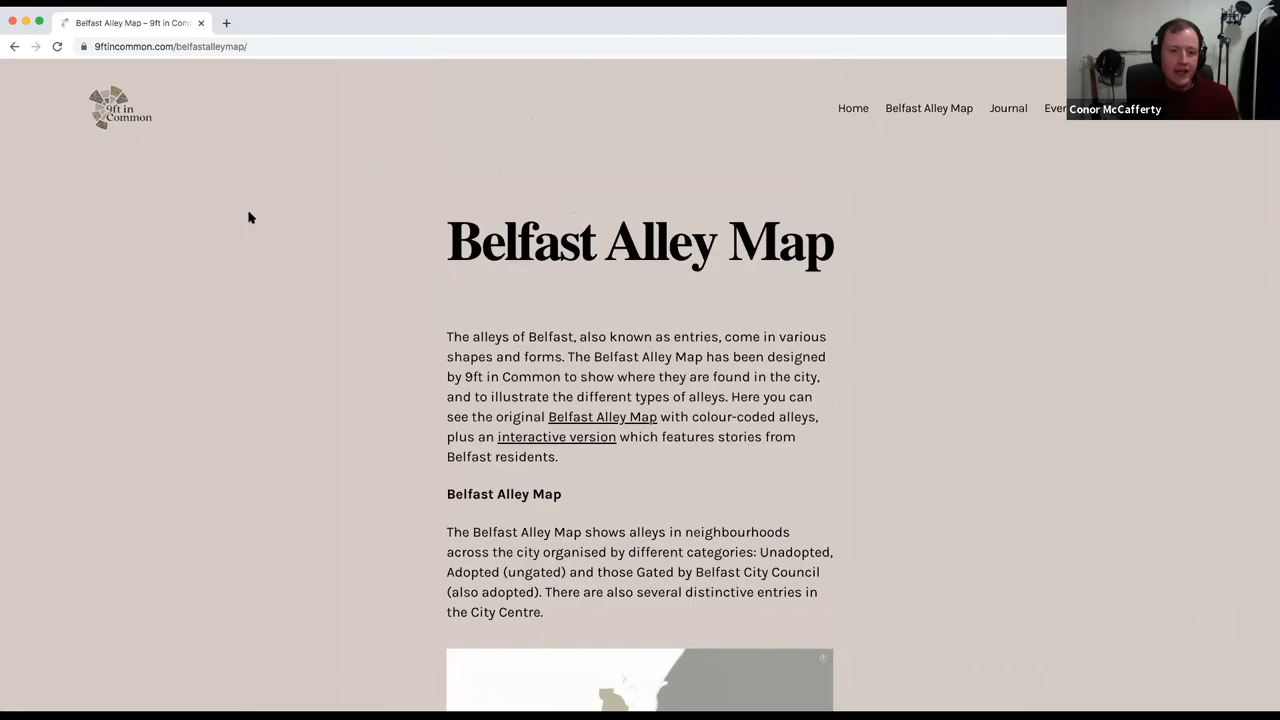 Belfast Alley Map – 9ft in Com
9ftincommon.com/belfastalleymap/
9ft in
Common
Home Belfast Alley Map Journal Even
Conor McCafferty
Belfast Alley Map
The alleys of Belfast, also known as entries, come in various
shapes and forms. The Belfast Alley Map has been designed
by 9ft in Common to show where they are found in the city,
and to illustrate the different types of alleys. Here you can
see the original Belfast Alley Map with colour-coded alleys,
plus an interactive version which features stories from
Belfast residents.
Belfast Alley Map
The Belfast Alley Map shows alleys in neighbourhoods
across the city organised by different categories: Unadopted,
Adopted (ungated) and those Gated by Belfast City Council
(also adopted). There are also several distinctive entries in
the City Centre.